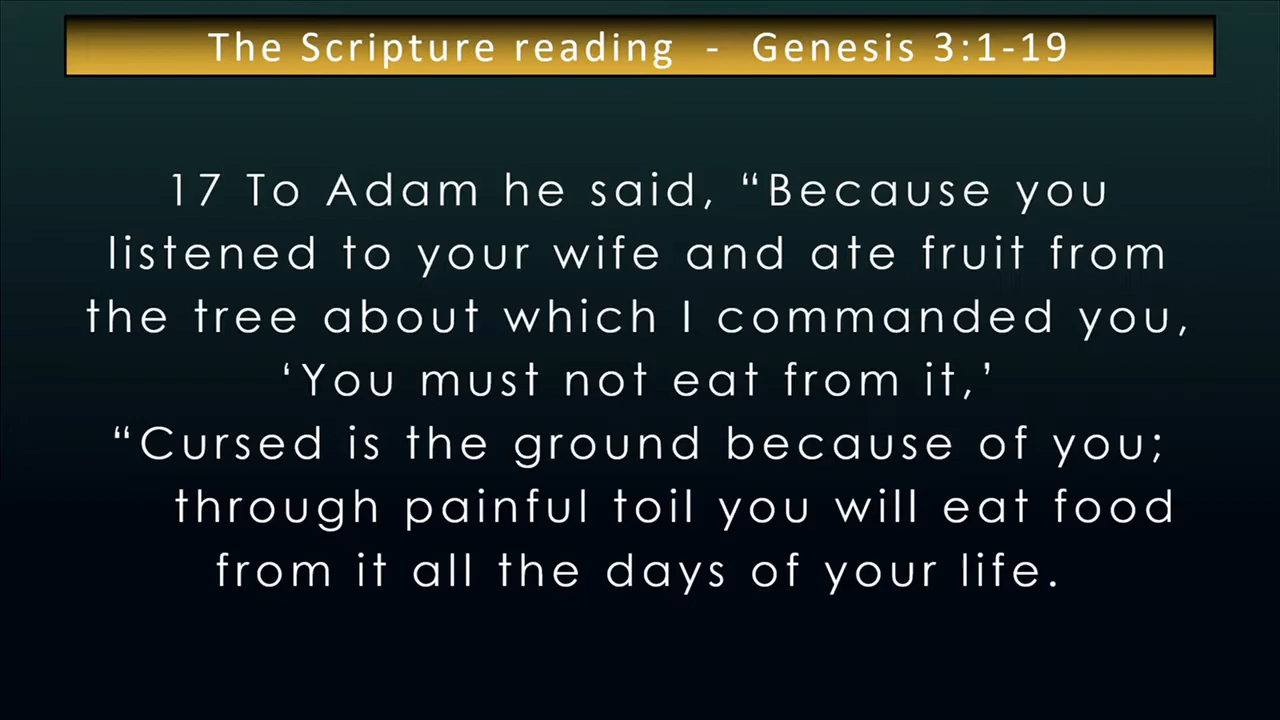 The Scripture reading - Genesis 3:1-19
17 To Adam he said, “Because you
listened to your wife and ate fruit from
the tree about which I commanded you,
‘You must not eat from it,’
“Cursed is the ground because of you;
through painful toil you will eat food
from it all the days of your life.